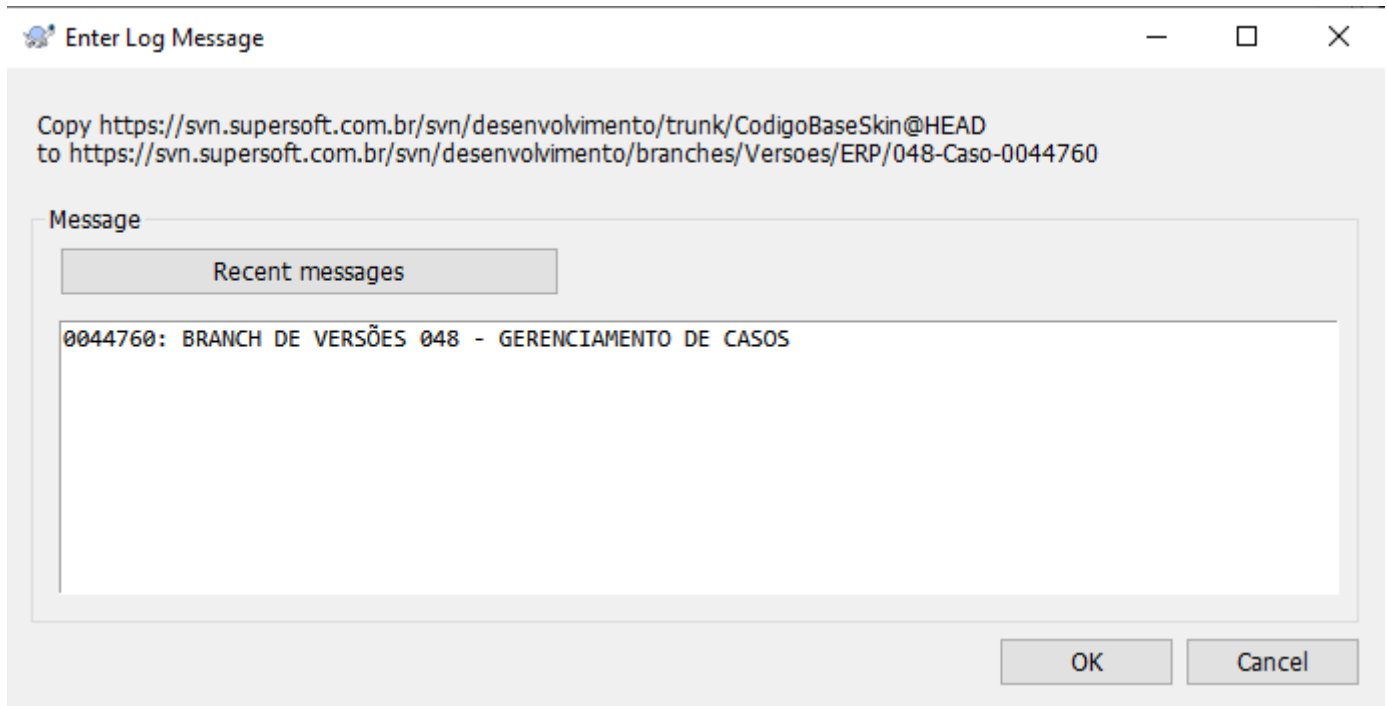 Enter Log Message
Copy https://svn.supersoft.com.br/svn/desenvolvimento/trunk/CodigoBaseSkin@HEAD
to https://svn.supersoft.com.br/svn/desenvolvimento/branches/Versoes/ERP/048-Caso-0044760
Message
Recent messages
0044760: BRANCH DE VERSÕES 048 - GERENCIAMENTO DE CASOS
OK Cancel